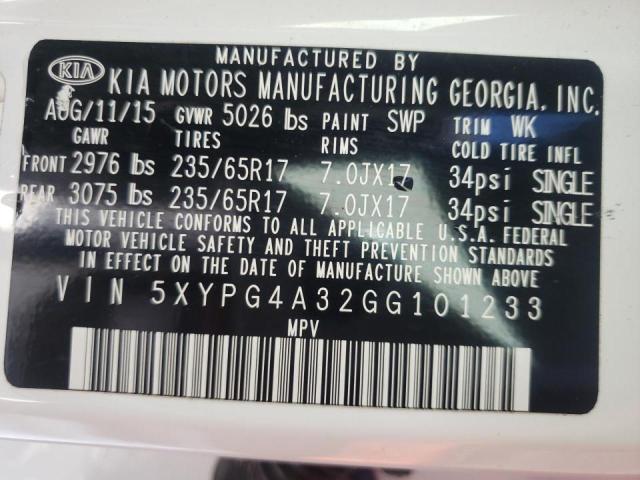 MANUFACTURED BY
KIA KIA MOTORS MANUFACTURING GEORGIA, INC.
AUG/11/15 GVWR 5026 lbs PAINT SWP TRIM WK
GAWR TIRES RIMS COLD TIRE INFL
FRONT 2976 lbs 235/65R17 7.0JX17 34psi SINGLE
REAR 3075 lbs 235/65R17 7.0JX17 34psi SINGLE
THIS VEHICLE CONFORMS TO ALL APPLICABLE U.S.A. FEDERAL
MOTOR VEHICLE SAFETY AND THEFT PREVENTION STANDARDS
IN EFFECT ON THE DATE OF MANUFACTURE SHOWN ABOVE.
VIN 5XYPG4A32GG101233
MPV